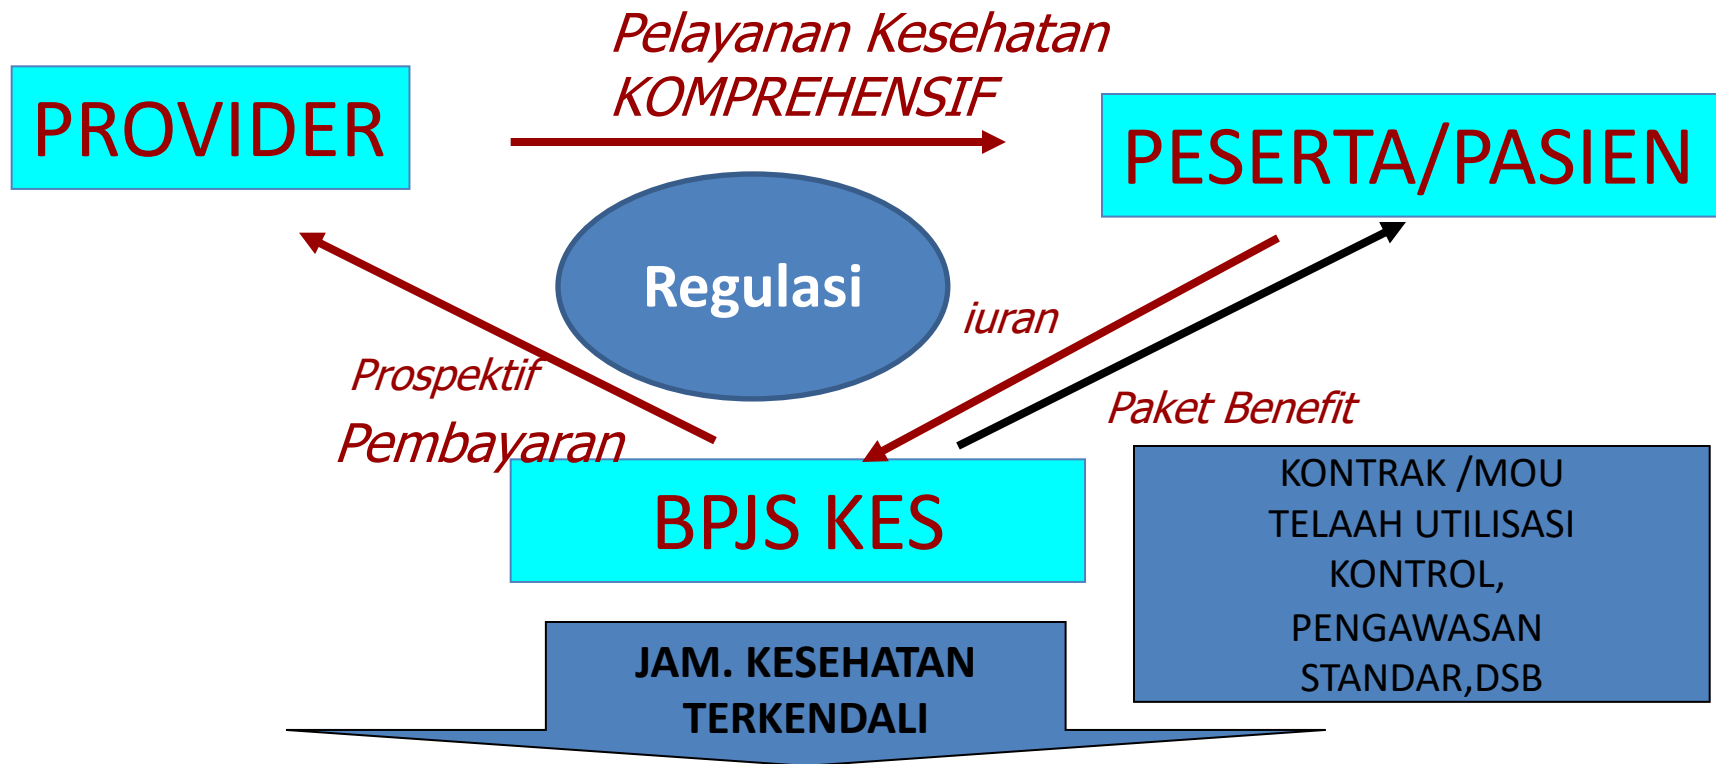 Pelayanan Kesehatan
KOMPREHENSIF
PROVIDER
PESERTA/PASIEN
Regulasi
iuran
Prospektif
Pembayaran
Paket Benefit
BPJS KES
KONTRAK /MOU
TELAAH UTILISASI
KONTROL,
PENGAWASAN
STANDAR,DSB
JAM. KESEHATAN
TERKENDALI